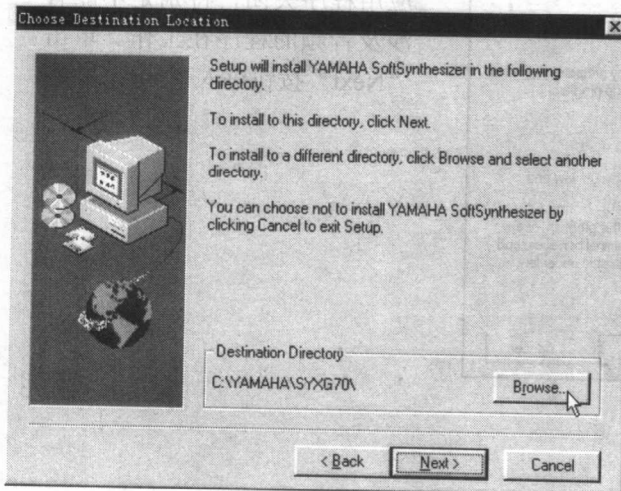 Choose Destination Location
Setup will install YAMAHA SoftSynthesizer in the following
directory.
To install to this directory, click Next.
To install to a different directory, click Browse and select another
directory.
You can choose not to install YAMAHA SoftSynthesizer by
clicking Cancel to exit Setup.
Destination Directory
C:\YAMAHA\SYXG70\
Browse...
< Back
Next >
Cancel